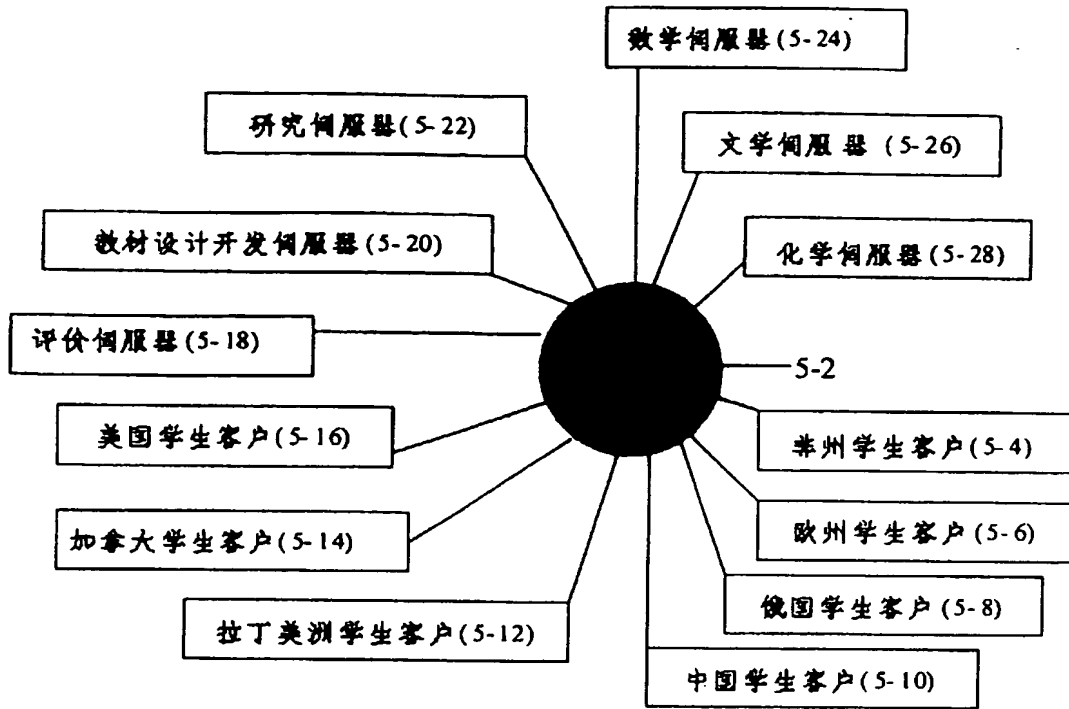 数学伺服器(5-24)
研究伺服器(5-22)
文学伺服器 (5-26)
教材设计开发伺服器(5-20)
化学伺服器(5-28)
评价伺服器(5-18)
5-2
美国学生客户(5-16)
非州学生客户(5-4)
加拿大学生客户(5-14)
欧州学生客户(5-6)
俄国学生客户(5-8)
拉丁美洲学生客户(5-12)
中国学生客户(5-10)